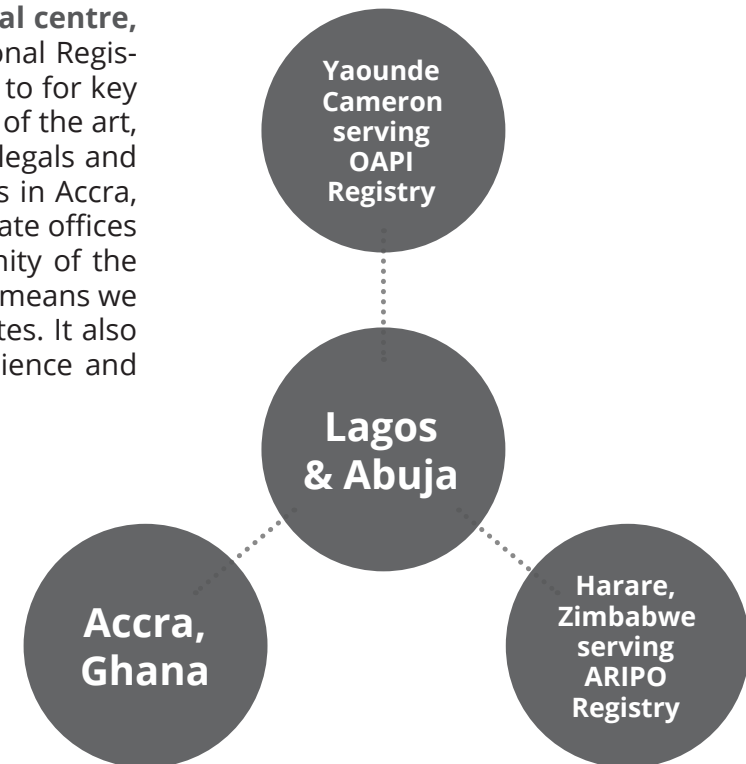 al centre,
onal Regis-
to for key
of the art,
legals and
s in Accra,
ate offices
nity of the
means we
tes. It also
ience and
Yaounde
Cameron
serving
OAPI
Registry
Lagos
& Abuja
Accra,
Ghana
Harare,
Zimbabwe
serving
ARIPO
Registry